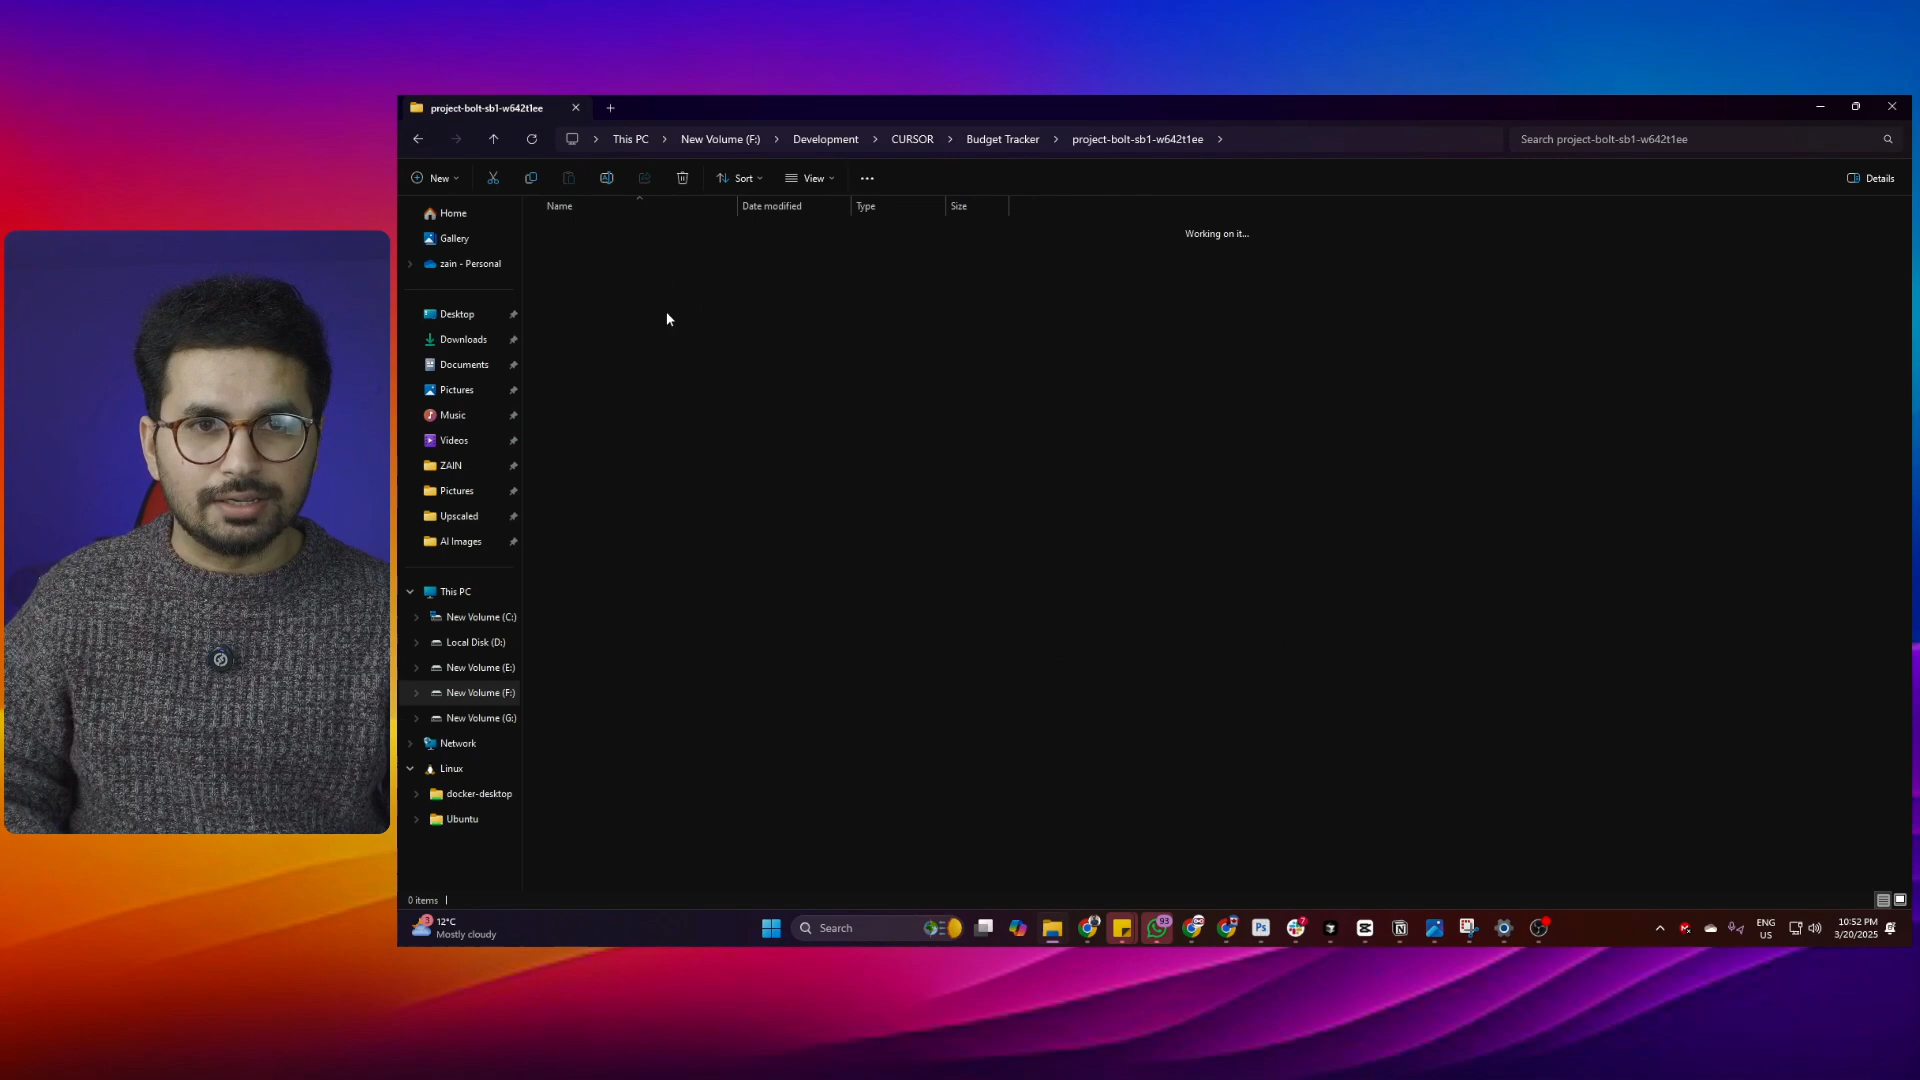 project-bolt-sb1-w642t1ee
This PC
New Volume (F:)
Development
CURSOR
Budget Tracker
project-bolt-sb1-w642t1ee
Search project-bolt-sb1-w642t1ee
New
Sort
View
Details
Name
Date modified
Type
Size
Working on it...
Home
Gallery
zain - Personal
Desktop
Downloads
Documents
Pictures
Music
Videos
ZAIN
Pictures
Upscaled
AI Images
This PC
New Volume (C:)
Local Disk (D:)
New Volume (E:)
New Volume (F:)
New Volume (G:)
Network
Linux
docker-desktop
Ubuntu
0 items
3
12°C
Mostly cloudy
Search
93
Ps
7
ENG
US
10:52 PM
3/20/2025